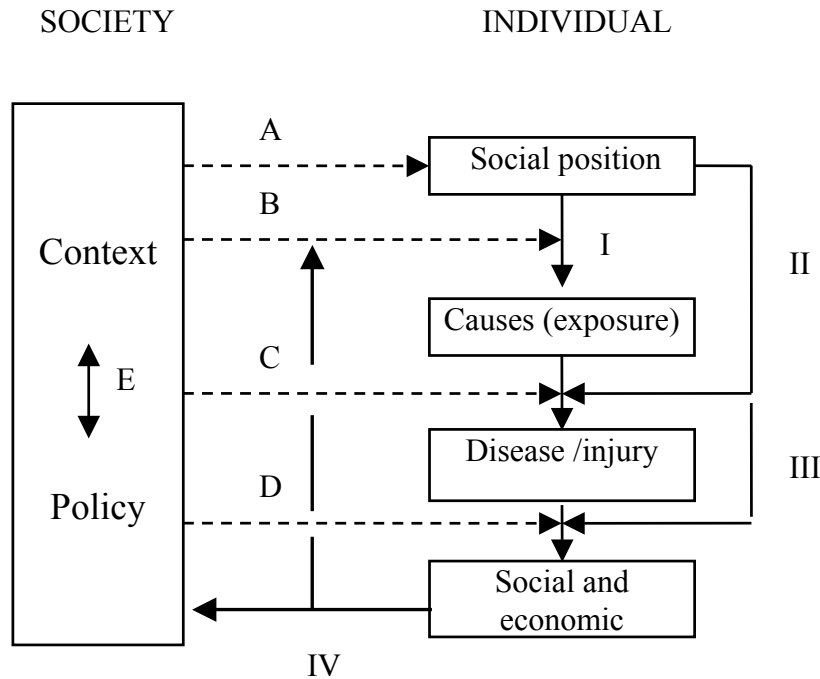 SOCIETY INDIVIDUAL
A
Social position
B
Context
I
II
Causes (exposure)
C
E
Disease /injury
III
D
Policy
Social and
economic
IV